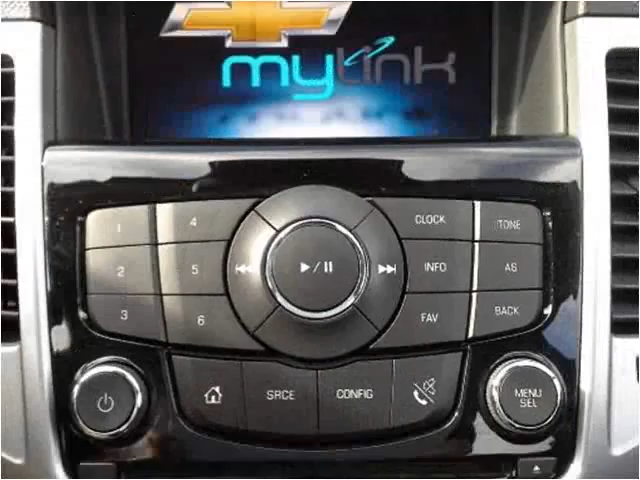 mylink
1 4 CLOCK TONE
2 5 INFO AS
3 6 FAV BACK
SRCE CONFIG
MENU
SEL